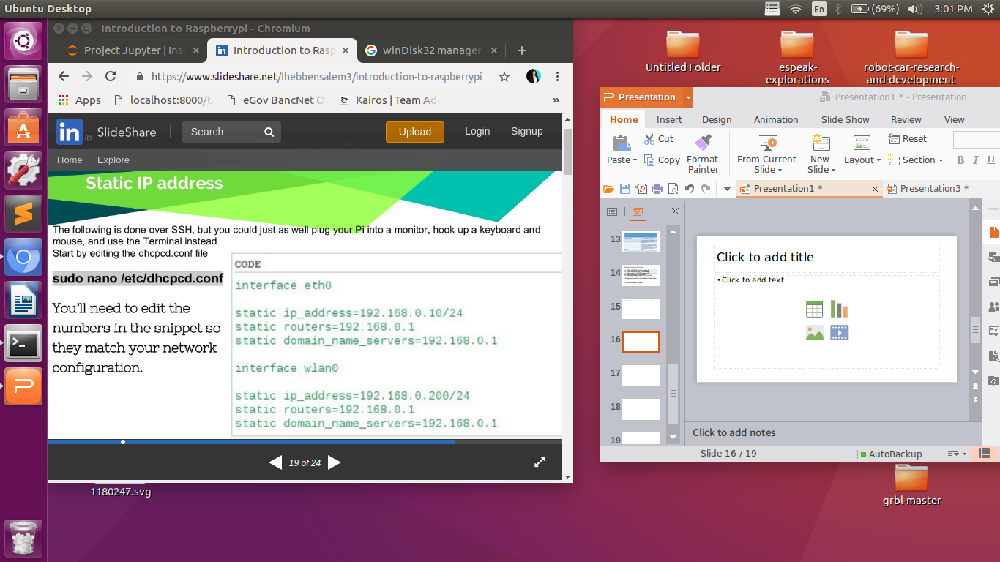 Ubuntu Desktop
En
(69%)
3:01 PM
Introduction to Raspberrypi - Chromium
Project Jupyter | Ins
Introduction to Rasp
winDisk32 manager
https://www.slideshare.net/Ihebbensalem3/introduction-to-raspberrypi
Apps
localhost:8000/t
eGov BancNet O
Kairos | Team Ad
»
in
SlideShare
Search
Upload
Login
Signup
Home
Explore
Static IP address
The following is done over SSH, but you could just as well plug your Pi into a monitor, hook up a keyboard and
mouse, and use the Terminal instead.
Start by editing the dhcpcd.conf file
sudo nano /etc/dhcpcd.conf
You'll need to edit the
numbers in the snippet so
they match your network
configuration.
CODE
interface eth0
static ip_address=192.168.0.10/24
static routers=192.168.0.1
static domain_name_servers=192.168.0.1
interface wlan0
static ip_address=192.168.0.200/24
static routers=192.168.0.1
static domain_name_servers=192.168.0.1
19 of 24
1180247.svg
Untitled Folder
espeak-
explorations
robot-car-research-
and-development
Presentation
Presentation1 * - Presentation
Home
Insert
Design
Animation
Slide Show
Review
View
Paste
Cut
Copy
Format
Painter
From Current
Slide
New
Slide
Layout
Reset
Section
B I U
Presentation1 *
Presentation3 *
13
14
15
16
17
18
19
Click to add title
• Click to add text
Click to add notes
Slide 16 / 19
AutoBackup
grbl-master